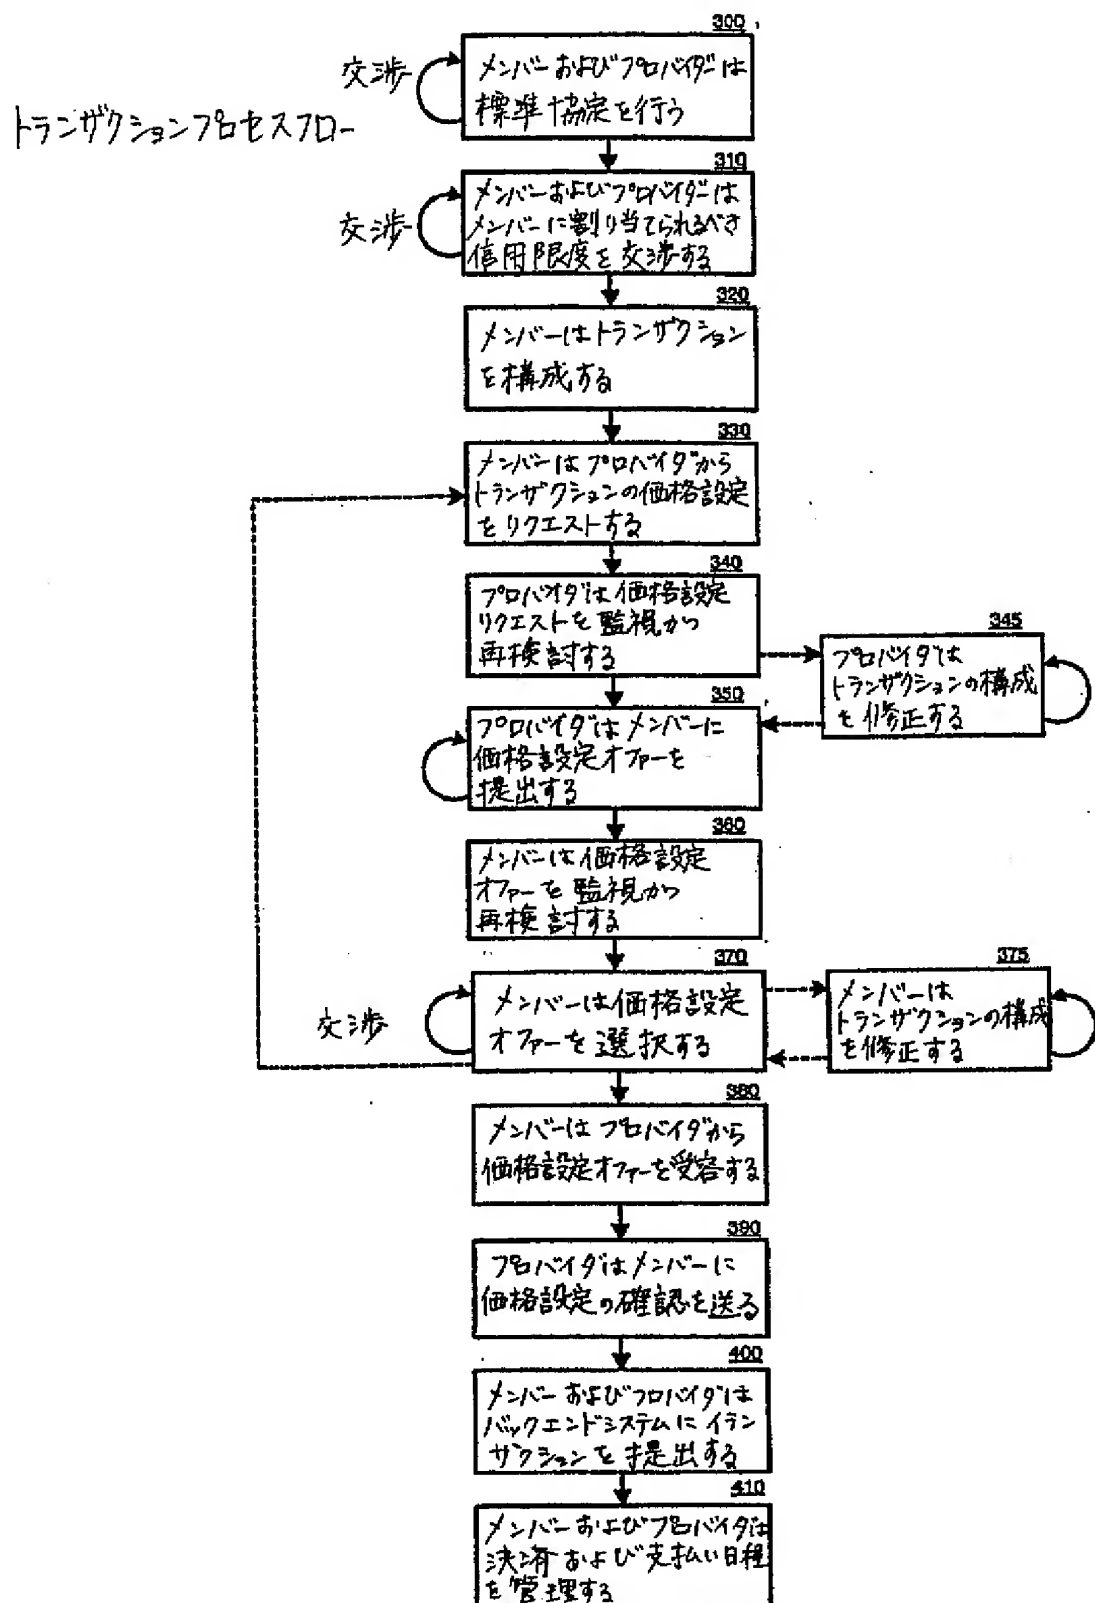 トランザクションプロセスフロー
300
交渉
メンバーおよびプロバイダーは
標準協定を行う
310
交渉
メンバーおよびプロバイダーは
メンバーに割り当てられるべき
信用限度を交渉する
320
メンバーはトランザクション
を構成する
330
メンバーはプロバイダから
トランザクションの価格設定
をリクエストする
340
プロバイダは価格設定
リクエストを監視かつ
再検討する
345
プロバイダは
トランザクションの構成
を修正する
350
プロバイダはメンバーに
価格設定オファーを
提出する
360
メンバーは価格設定
オファーを監視かつ
再検討する
370
交渉
メンバーは価格設定
オファーを選択する
375
メンバーは
トランザクションの構成
を修正する
380
メンバーはプロバイダから
価格設定オファーを受容する
390
プロバイダはメンバーに
価格設定の確認を送る
400
メンバーおよびプロバイダは
バックエンドシステムにイラン
ザクションを提出する
410
メンバーおよびプロバイダは
決済および支払い日程
を管理する